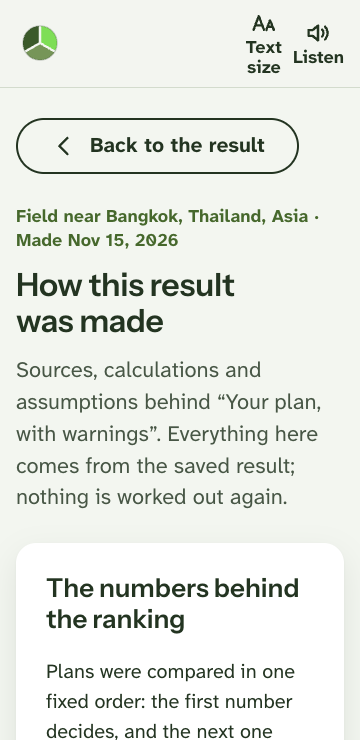 Text size
Listen
Back to the result
Field near Bangkok, Thailand, Asia ·
Made Nov 15, 2026
How this result
was made
Sources, calculations and
assumptions behind “Your plan,
with warnings”. Everything here
comes from the saved result;
nothing is worked out again.
The numbers behind
the ranking
Plans were compared in one
fixed order: the first number
decides, and the next one